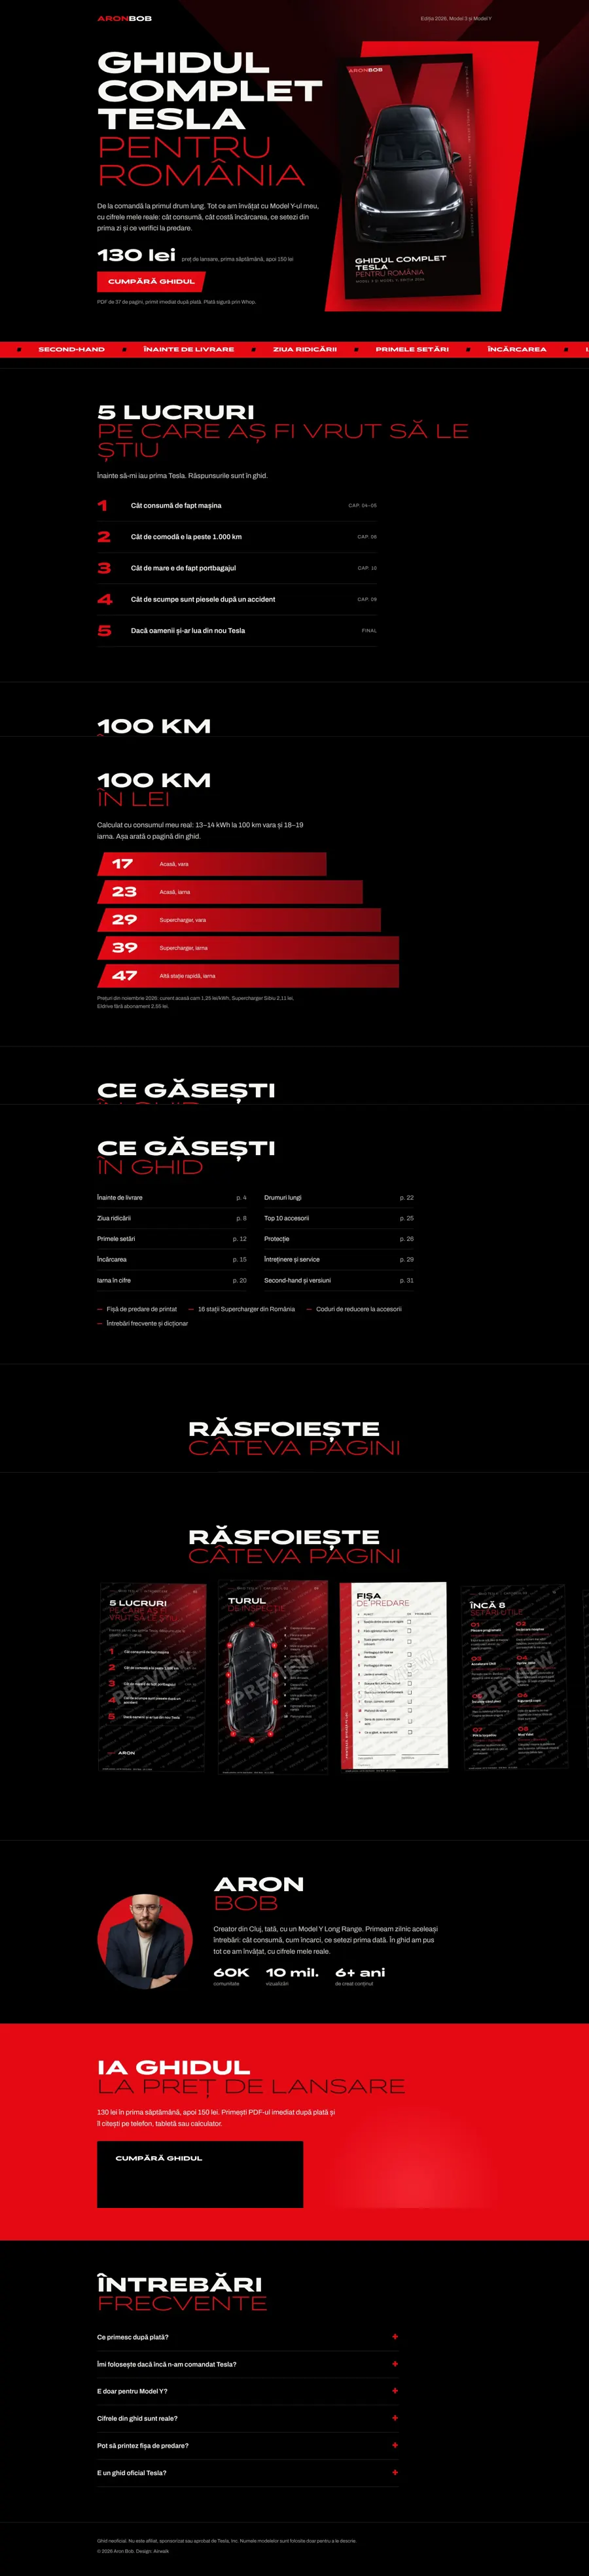 ARONBOB
Ediția 2026, Model 3 și Model Y
GHIDUL
COMPLET
TESLA
PENTRU
ROMÂNIA
De la comandă la primul drum lung. Tot ce am învățat cu Model Y-ul meu,
cu cifrele mele reale: cât consumă, cât costă încărcarea, ce setezi din
prima zi și ce verifici la predare.
130 lei preț de lansare, prima săptămână, apoi 150 lei
CUMPĂRĂ GHIDUL
PDF de 37 de pagini, primit imediat după plată. Plată sigură prin Whop.
ARONBOB
GHIDUL COMPLET
TESLA
PENTRU ROMÂNIA
SECOND-HAND
ÎNAINTE DE LIVRARE
ZIUA RIDICĂRII
PRIMELE SETĂRI
ÎNCĂRCAREA
5 LUCRURI
PE CARE AȘ FI VRUT SĂ LE
ȘTIU
Înainte să-mi iau prima Tesla. Răspunsurile sunt în ghid.
1 Cât consumă de fapt mașina CAP. 04–05
2 Cât de comodă e la peste 1.000 km CAP. 06
3 Cât de mare e de fapt portbagajul CAP. 10
4 Cât de scumpe sunt piesele după un accident CAP. 09
5 Dacă oamenii și-ar lua din nou Tesla FINAL
100 KM
100 KM
ÎN LEI
Calculat cu consumul meu real: 13–14 kWh la 100 km vara și 18–19
iarna. Așa arată o pagină din ghid.
17 Acasă, vara
23 Acasă, iarna
29 Supercharger, vara
39 Supercharger, iarna
47 Altă stație rapidă, iarna
Prețuri din noiembrie 2026: curent acasă cam 1,25 lei/kWh, Supercharger Sibiu 2,11 lei,
Eldrive fără abonament 2,55 lei.
CE GĂSEȘTI
CE GĂSEȘTI
ÎN GHID
Înainte de livrare p. 4
Drumuri lungi p. 22
Ziua ridicării p. 8
Top 10 accesorii p. 25
Primele setări p. 12
Protecție p. 26
Încărcarea p. 15
Întreținere și service p. 29
Iarna în cifre p. 20
Second-hand și versiuni p. 31
— Fișă de predare de printat — 16 stații Supercharger din România — Coduri de reducere la accesorii
— Întrebări frecvente și dicționar
RĂSFOIEȘTE
CÂTEVA PAGINI
RĂSFOIEȘTE
CÂTEVA PAGINI
5 LUCRURI
PE CARE AȘ FI
VRUT SĂ LE ȘTIU
PREVIEW
ARON
TURUL
DE INSPECȚIE
PREVIEW
FIȘA
DE PREDARE
PREVIEW
ÎNCĂ 8
SETĂRI UTILE
PREVIEW
ARON
BOB
Creator din Cluj, tată, cu un Model Y Long Range. Primeam zilnic aceleași
întrebări: cât consumă, cum încarci, ce setezi prima dată. În ghid am pus
tot ce am învățat, cu cifrele mele reale.
60K 10 mil. 6+ ani
comunitate vizualizări de creat conținut
IA GHIDUL
LA PREȚ DE LANSARE
130 lei în prima săptămână, apoi 150 lei. Primești PDF-ul imediat după plată și
îl citești pe telefon, tabletă sau calculator.
CUMPĂRĂ GHIDUL
ÎNTREBĂRI
FRECVENTE
Ce primesc după plată? +
Îmi folosește dacă încă n-am comandat Tesla? +
E doar pentru Model Y? +
Cifrele din ghid sunt reale? +
Pot să printez fișa de predare? +
E un ghid oficial Tesla? +
Ghid neoficial. Nu este afiliat, sponsorizat sau aprobat de Tesla, Inc. Numele modelelor sunt folosite doar pentru a le descrie.
© 2026 Aron Bob. Design: Airwalk